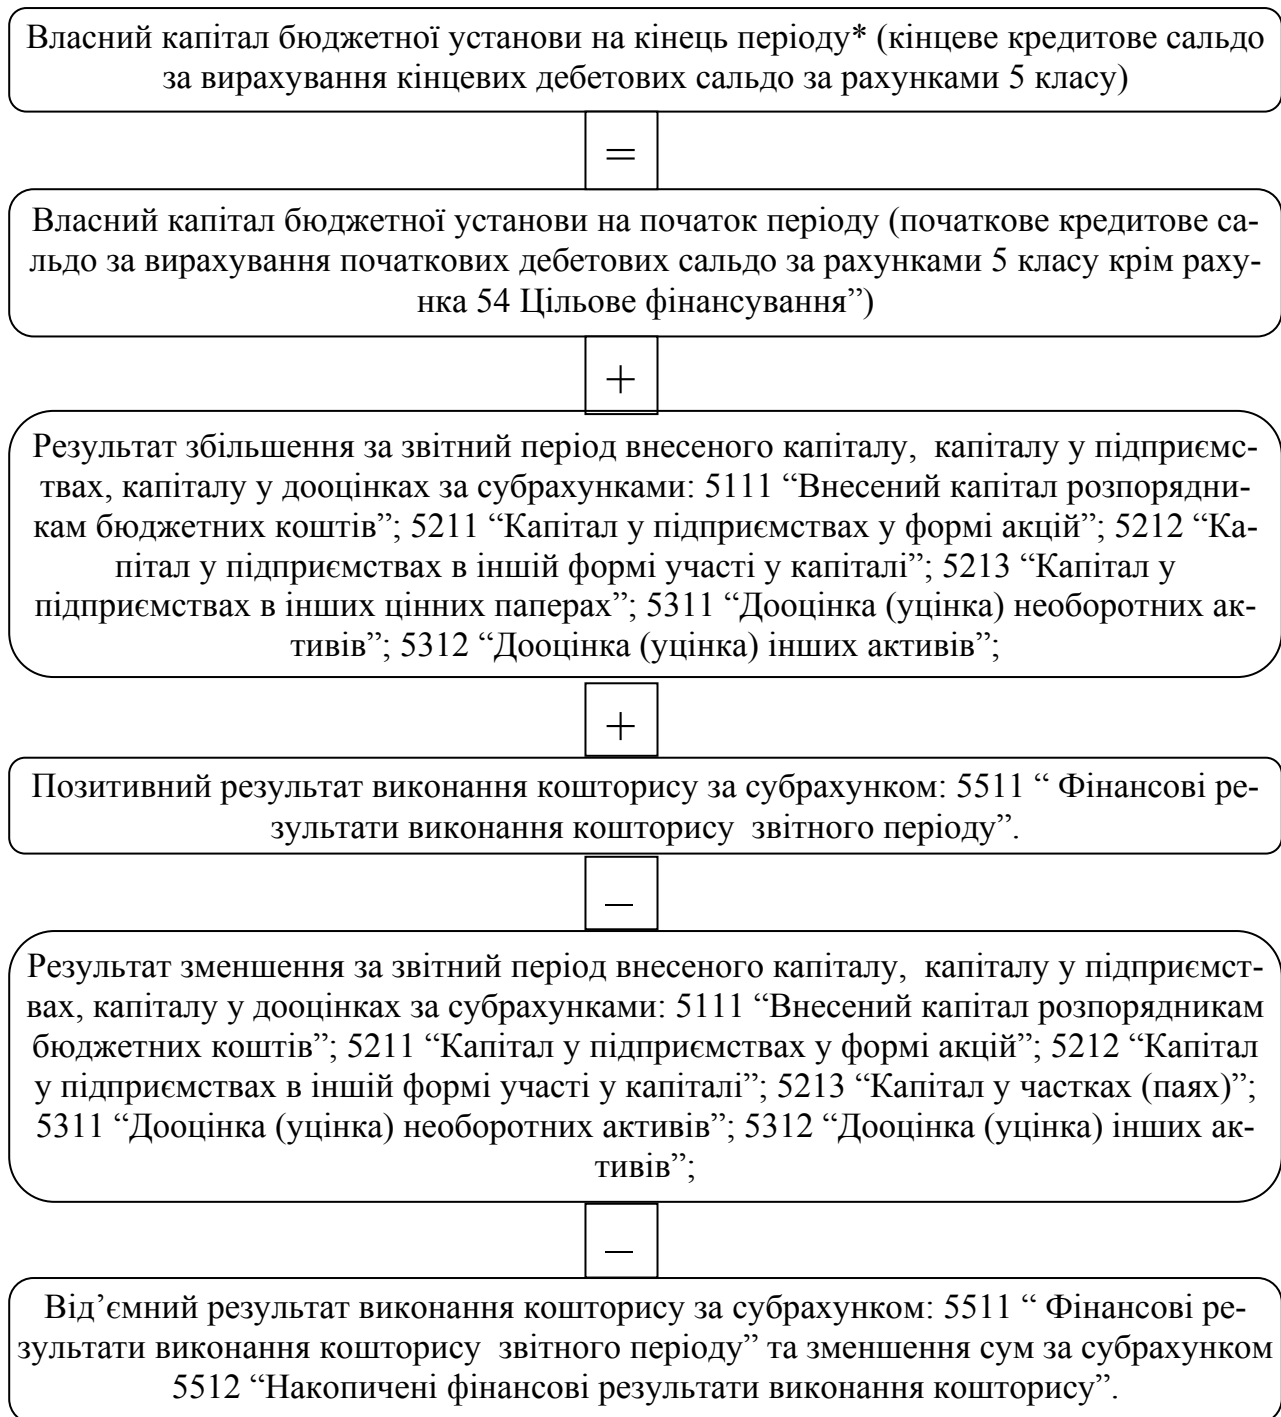 Власний капітал бюджетної установи на кінець періоду* (кінцеве кредитове сальдо
за вирахування кінцевих дебетових сальдо за рахунками 5 класу)
=
Власний капітал бюджетної установи на початок періоду (початкове кредитове са-
льдо за вирахування початкових дебетових сальдо за рахунками 5 класу крім раху-
нка 54 Цільове фінансування”)
+
Результат збільшення за звітний період внесеного капіталу, капіталу у підприємс-
твах, капіталу у дооцінках за субрахунками: 5111 “Внесений капітал розпорядни-
кам бюджетних коштів”; 5211 “Капітал у підприємствах у формі акцій”; 5212 “Ка-
пітал у підприємствах в іншій формі участі у капіталі”; 5213 “Капітал у
підприємствах в інших цінних паперах”; 5311 “Дооцінка (уцінка) необоротних ак-
тивів”; 5312 “Дооцінка (уцінка) інших активів”;
+
Позитивний результат виконання кошторису за субрахунком: 5511 “ Фінансові ре-
зультати виконання кошторису звітного періоду”.
–
Результат зменшення за звітний період внесеного капіталу, капіталу у підприємст-
вах, капіталу у дооцінках за субрахунками: 5111 “Внесений капітал розпорядникам
бюджетних коштів”; 5211 “Капітал у підприємствах у формі акцій”; 5212 “Капітал
у підприємствах в іншій формі участі у капіталі”; 5213 “Капітал у частках (паях)”;
5311 “Дооцінка (уцінка) необоротних активів”; 5312 “Дооцінка (уцінка) інших ак-
тивів”;
–
Від’ємний результат виконання кошторису за субрахунком: 5511 “ Фінансові ре-
зультати виконання кошторису звітного періоду” та зменшення сум за субрахунком
5512 “Накопичені фінансові результати виконання кошторису”.